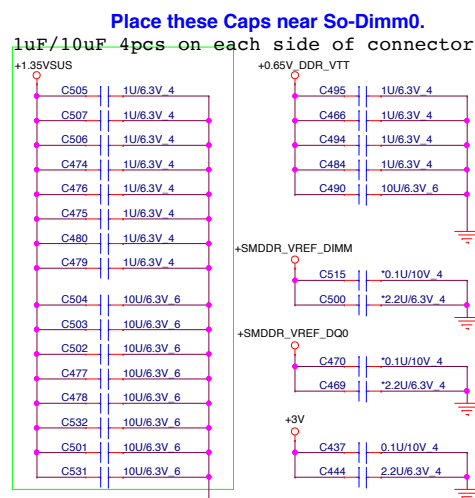 Place these Caps near So-Dimm0.
1uF/10uF 4pcs on each side of connector
+1.35VSUS
C505 1U/6.3V_4
C507 1U/6.3V_4
C506 1U/6.3V_4
C474 1U/6.3V_4
C476 1U/6.3V_4
C475 1U/6.3V_4
C480 1U/6.3V_4
C479 1U/6.3V_4
C504 10U/6.3V_6
C503 10U/6.3V_6
C502 10U/6.3V_6
C477 10U/6.3V_6
C478 10U/6.3V_6
C532 10U/6.3V_6
C501 10U/6.3V_6
C531 10U/6.3V_6
+0.65V_DDR_VTT
C495 1U/6.3V_4
C466 1U/6.3V_4
C494 1U/6.3V_4
C484 1U/6.3V_4
C490 10U/6.3V_6
+SMDDR_VREF_DIMM
C515 *0.1U/10V_4
C500 *2.2U/6.3V_4
+SMDDR_VREF_DQ0
C470 *0.1U/10V_4
C469 *2.2U/6.3V_4
+3V
C437 0.1U/10V_4
C444 2.2U/6.3V_4